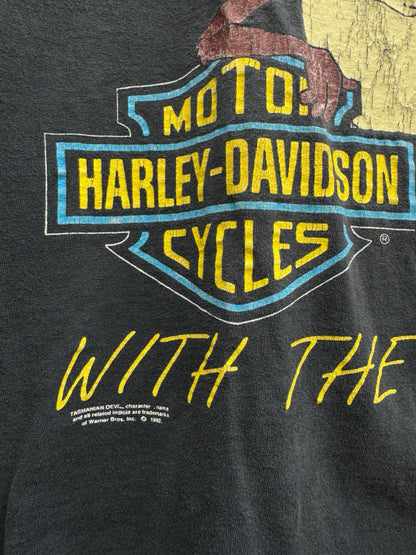 MOTO
HARLEY-DAVIDSON
CYCLES
®
WITH THE
TASMANIAN DEVIL, character, name
and all related indicia are trademarks
of Warner Bros. Inc. © 1992.